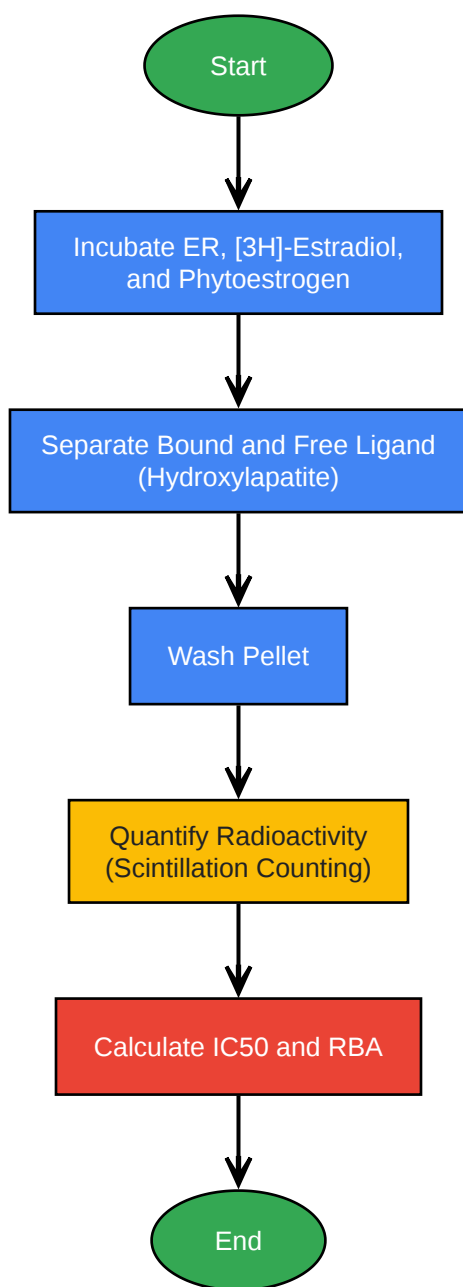 Start
Incubate ER, [3H]-Estradiol,
and Phytoestrogen
Separate Bound and Free Ligand
(Hydroxylapatite)
Wash Pellet
Quantify Radioactivity
(Scintillation Counting)
Calculate IC50 and RBA
End